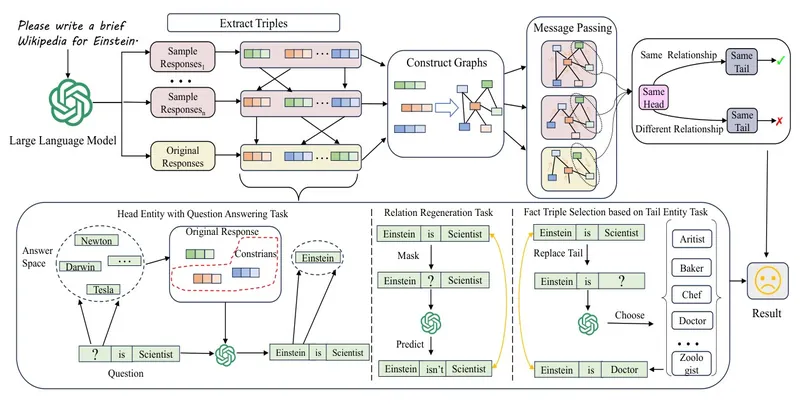 Please write a brief
Wikipedia for Einstein.
Large Language Model
Extract Triples
Sample
Responses₁
• • •
Sample
Responsesₙ
Original
Responses
Construct Graphs
Message Passing
Same Relationship
Same
Tail
✓
Same
Head
Different Relationship
Same
Tail
✗
Head Entity with Question Answering Task
Answer
Space
Newton
Darwin
• • •
Tesla
Original Response
Constrians
Einstein
? is Scientist
Question
Einstein is Scientist
Relation Regeneration Task
Einstein is Scientist
Mask
Einstein ? Scientist
Predict
Einstein isn't Scientist
Fact Triple Selection based on Tail Entity Task
Einstein is Scientist
Replace Tail
Einstein is ?
Choose
Einstein is Doctor
Aritist
Baker
Chef
Doctor
• • •
Zoolo
gist
Result